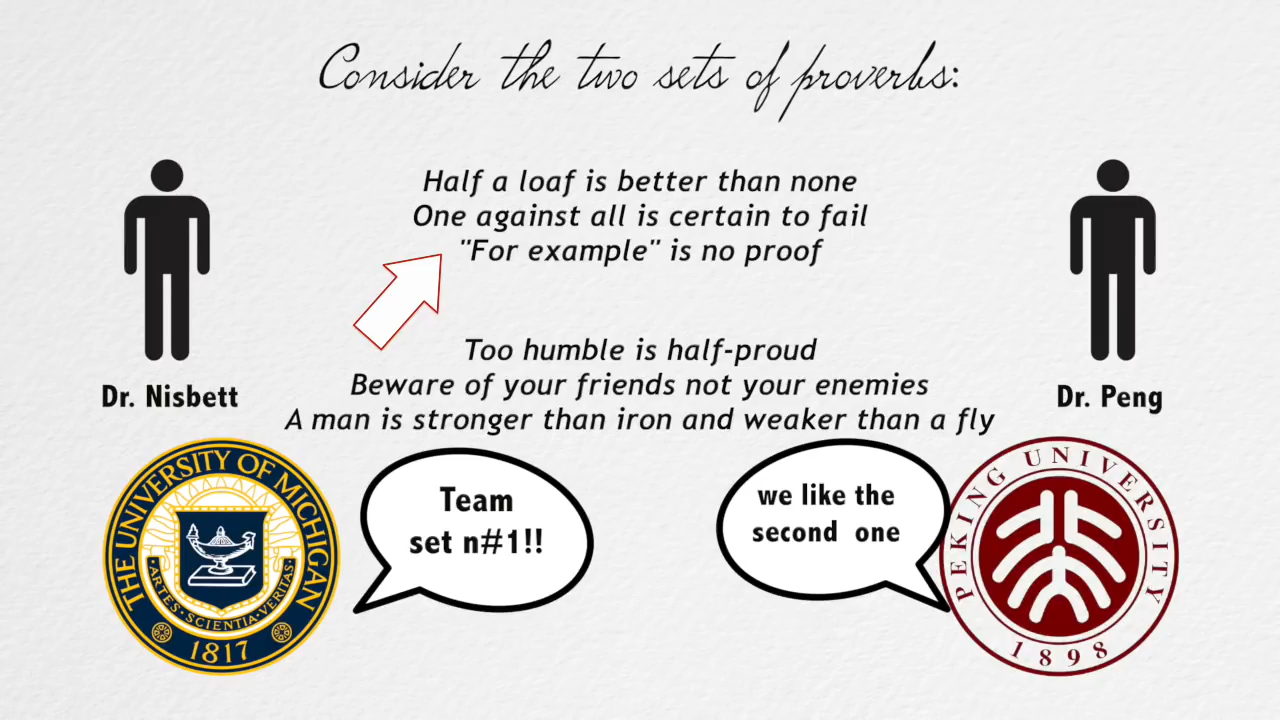 Consider the two sets of proverbs:
Half a loaf is better than none
One against all is certain to fail
"For example" is no proof
Too humble is half-proud
Beware of your friends not your enemies
A man is stronger than iron and weaker than a fly
Dr. Nisbett
Dr. Peng
THE UNIVERSITY OF MICHIGAN
ARTES · SCIENTIA · VERITAS
1817
Team
set n#1!!
we like the
second one
PEKING UNIVERSITY
1898